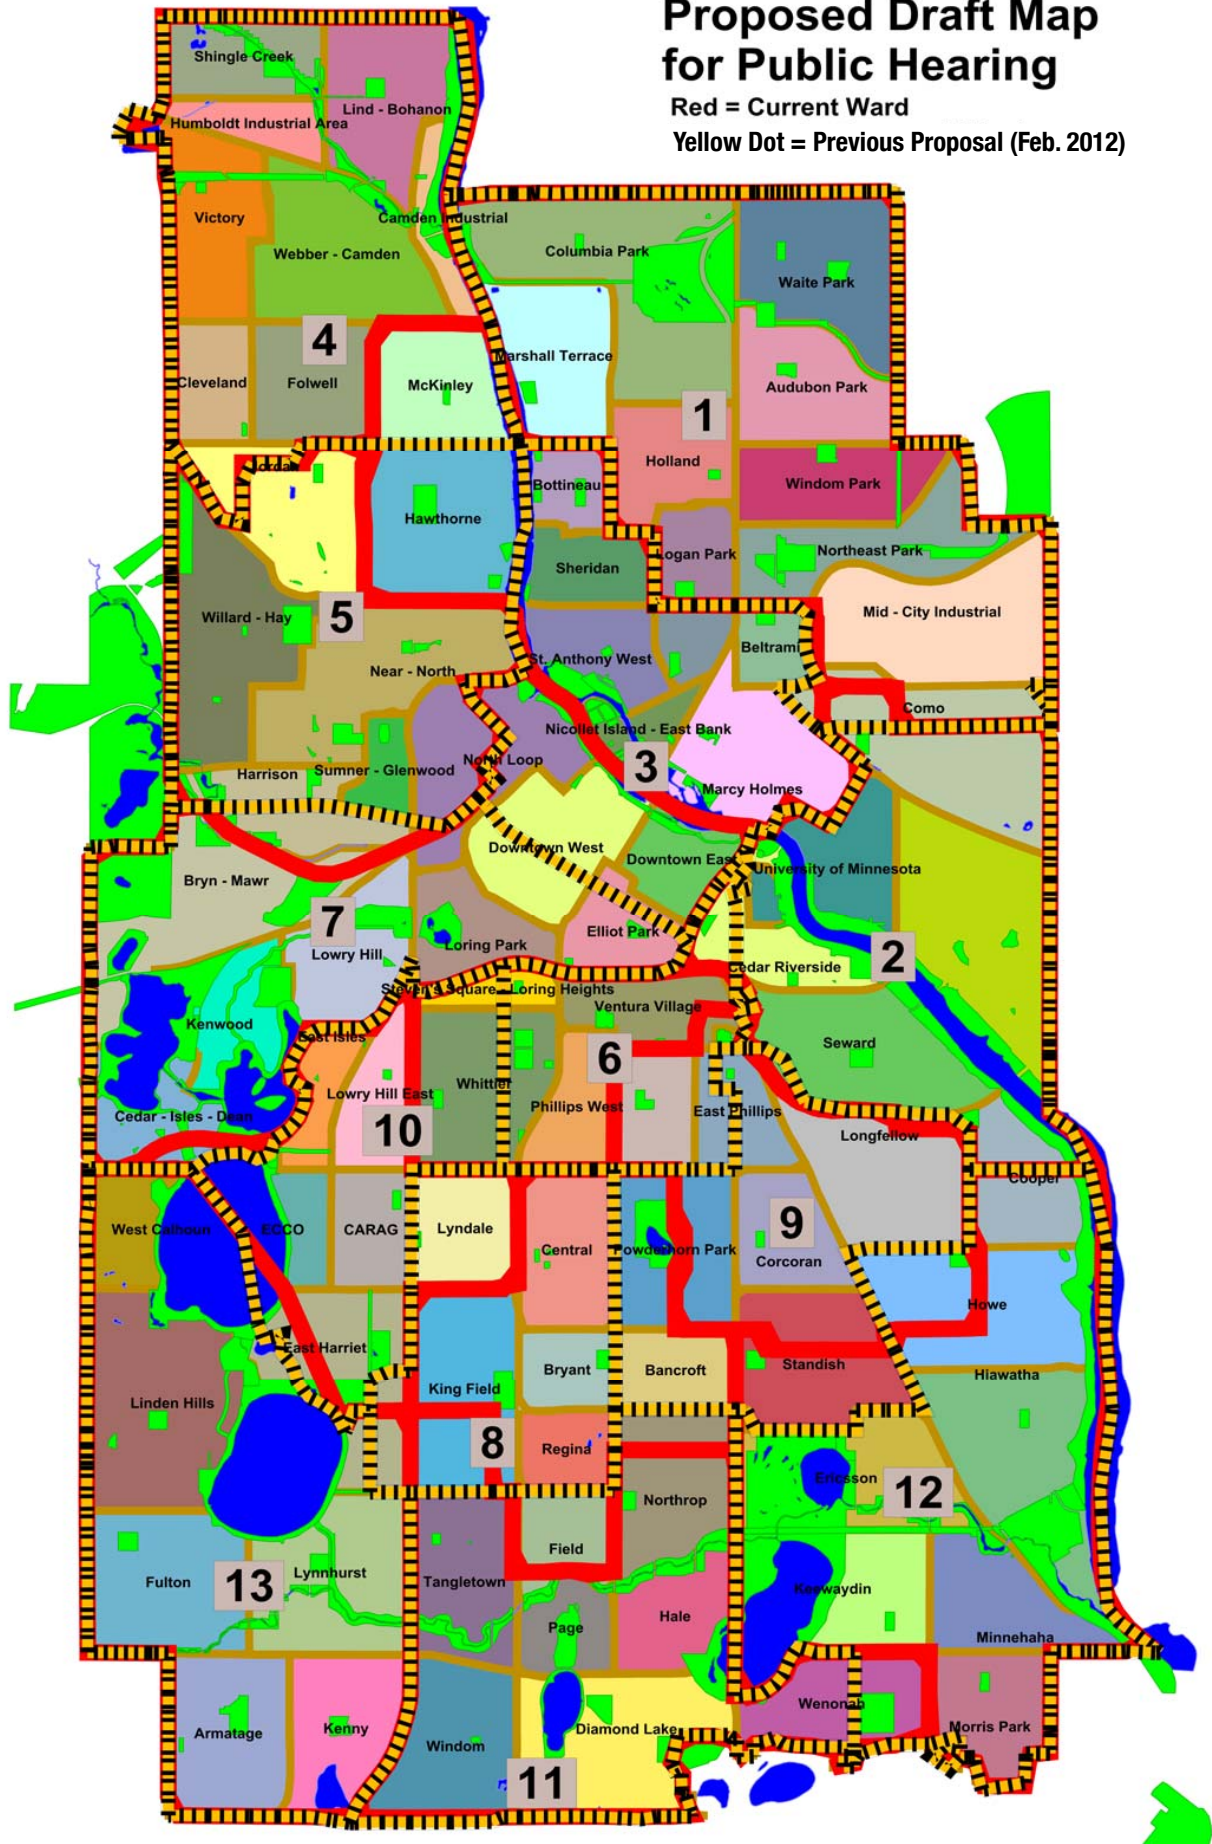 Proposed Draft Map
for Public Hearing
Red = Current Ward
Yellow Dot = Previous Proposal (Feb. 2012)
Shingle Creek
Lind - Bohanon
Humboldt Industrial Area
Victory
Camden Industrial
Webber - Camden
Columbia Park
Waite Park
4
Marshall Terrace
Cleveland
Folwell
McKinley
Audubon Park
1
Jordan
Holland
Bottineau
Windom Park
Hawthorne
Logan Park
Northeast Park
Sheridan
Mid - City Industrial
Willard - Hay
5
Beltrami
St. Anthony West
Near - North
Como
Nicollet Island - East Bank
North Loop
3
Harrison
Sumner - Glenwood
Marcy Holmes
Downtown West
Downtown East
University of Minnesota
Bryn - Mawr
7
Elliot Park
Loring Park
Lowry Hill
2
Cedar Riverside
Steven's Square - Loring Heights
Ventura Village
Kenwood
East Isles
Seward
6
Whittier
Lowry Hill East
Phillips West
East Phillips
Cedar - Isles - Dean
10
Longfellow
Cooper
West Calhoun
ECCO
CARAG
Lyndale
9
Central
Powderhorn Park
Corcoran
Howe
East Harriet
Standish
Bryant
Bancroft
Hiawatha
King Field
Linden Hills
8
Regina
Ericsson
12
Northrop
Field
Lynnhurst
Fulton
13
Tangletown
Keewaydin
Hale
Page
Minnehaha
Wenonah
Armatage
Kenny
Diamond Lake
Morris Park
Windom
11